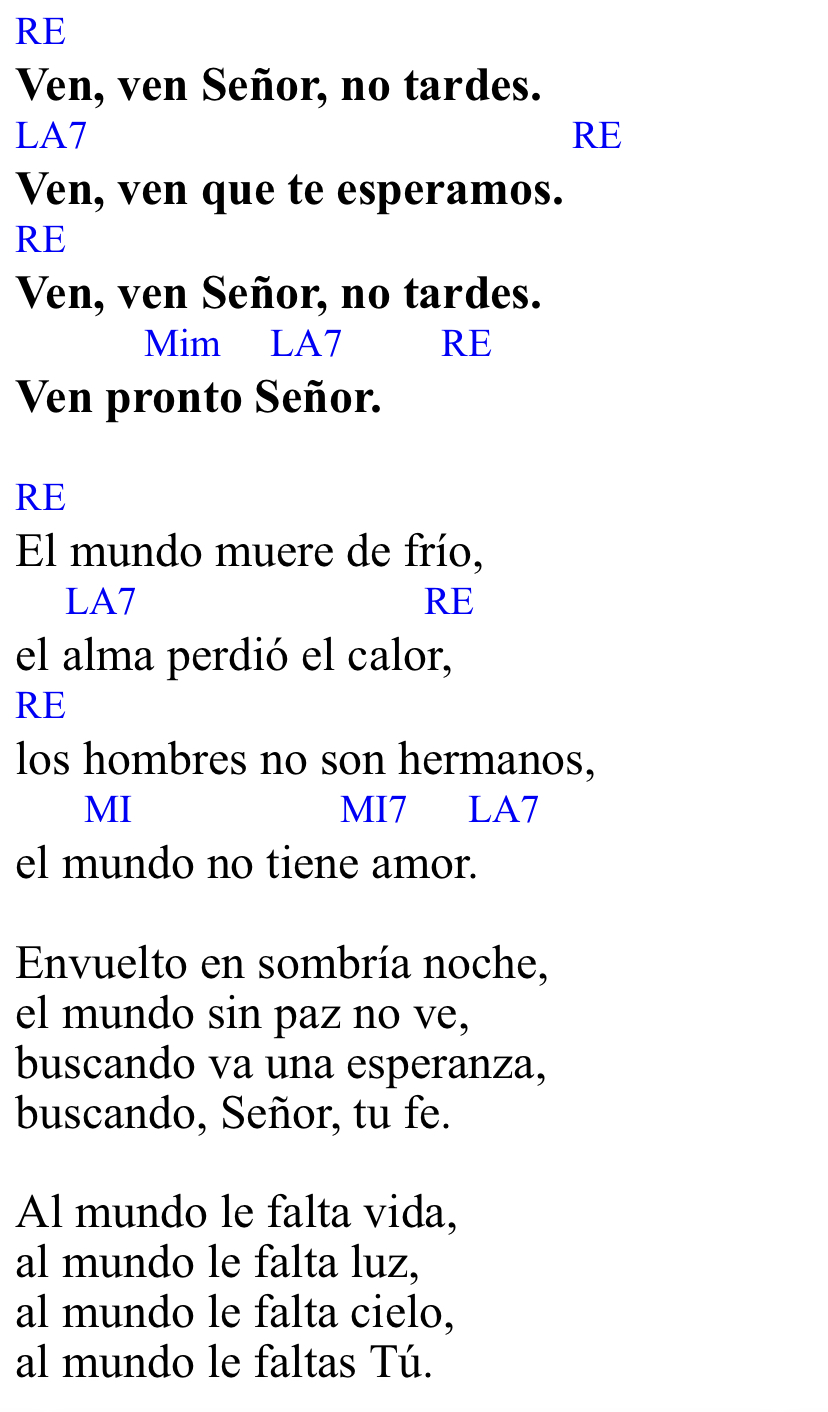 RE
Ven, ven Señor, no tardes.
LA7 RE
Ven, ven que te esperamos.
RE
Ven, ven Señor, no tardes.
Mim LA7 RE
Ven pronto Señor.
RE
El mundo muere de frío,
LA7 RE
el alma perdió el calor,
RE
los hombres no son hermanos,
MI MI7 LA7
el mundo no tiene amor.
Envuelto en sombría noche,
el mundo sin paz no ve,
buscando va una esperanza,
buscando, Señor, tu fe.
Al mundo le falta vida,
al mundo le falta luz,
al mundo le falta cielo,
al mundo le faltas Tú.